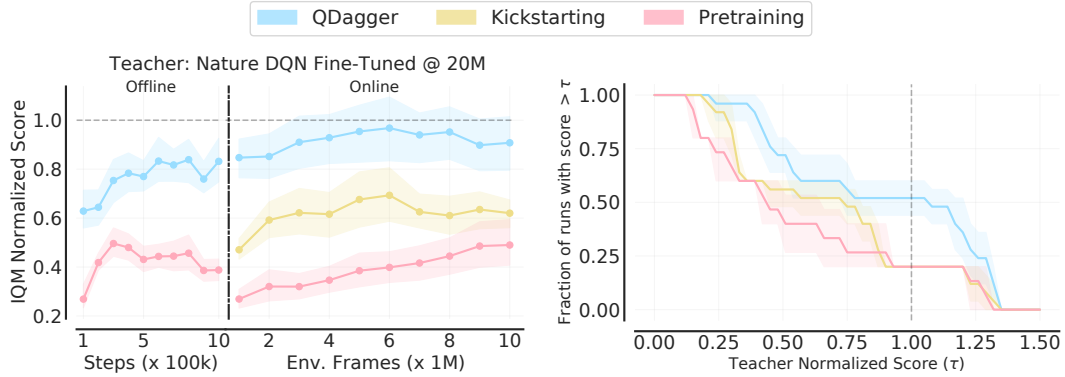 QDagger Kickstarting Pretraining
Teacher: Nature DQN Fine-Tuned @ 20M
Offline Online
IQM Normalized Score
1.0
0.8
0.6
0.4
0.2
1 5 10 2 4 6 8 10
Steps (x 100k) Env. Frames (x 1M)
Fraction of runs with score > τ
1.00
0.75
0.50
0.25
0.00
0.00 0.25 0.50 0.75 1.00 1.25 1.50
Teacher Normalized Score (τ)